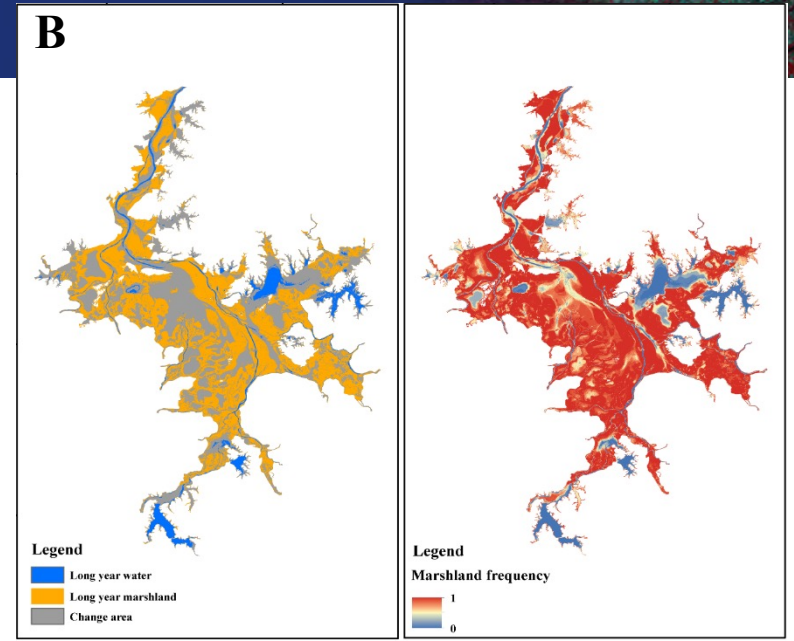 B
Legend
Long year water
Long year marshland
Change area
Legend
Marshland frequency
1
0